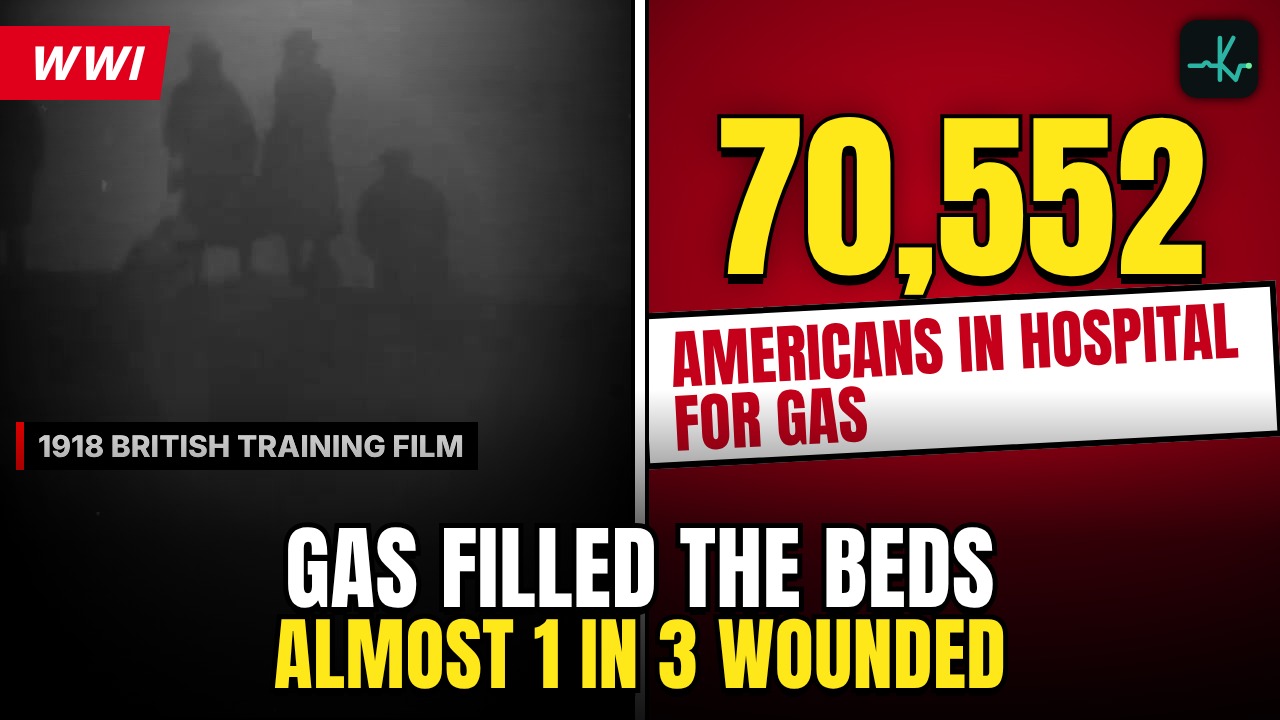 WWI
70,552
AMERICANS IN HOSPITAL
FOR GAS
1918 BRITISH TRAINING FILM
GAS FILLED THE BEDS
ALMOST 1 IN 3 WOUNDED